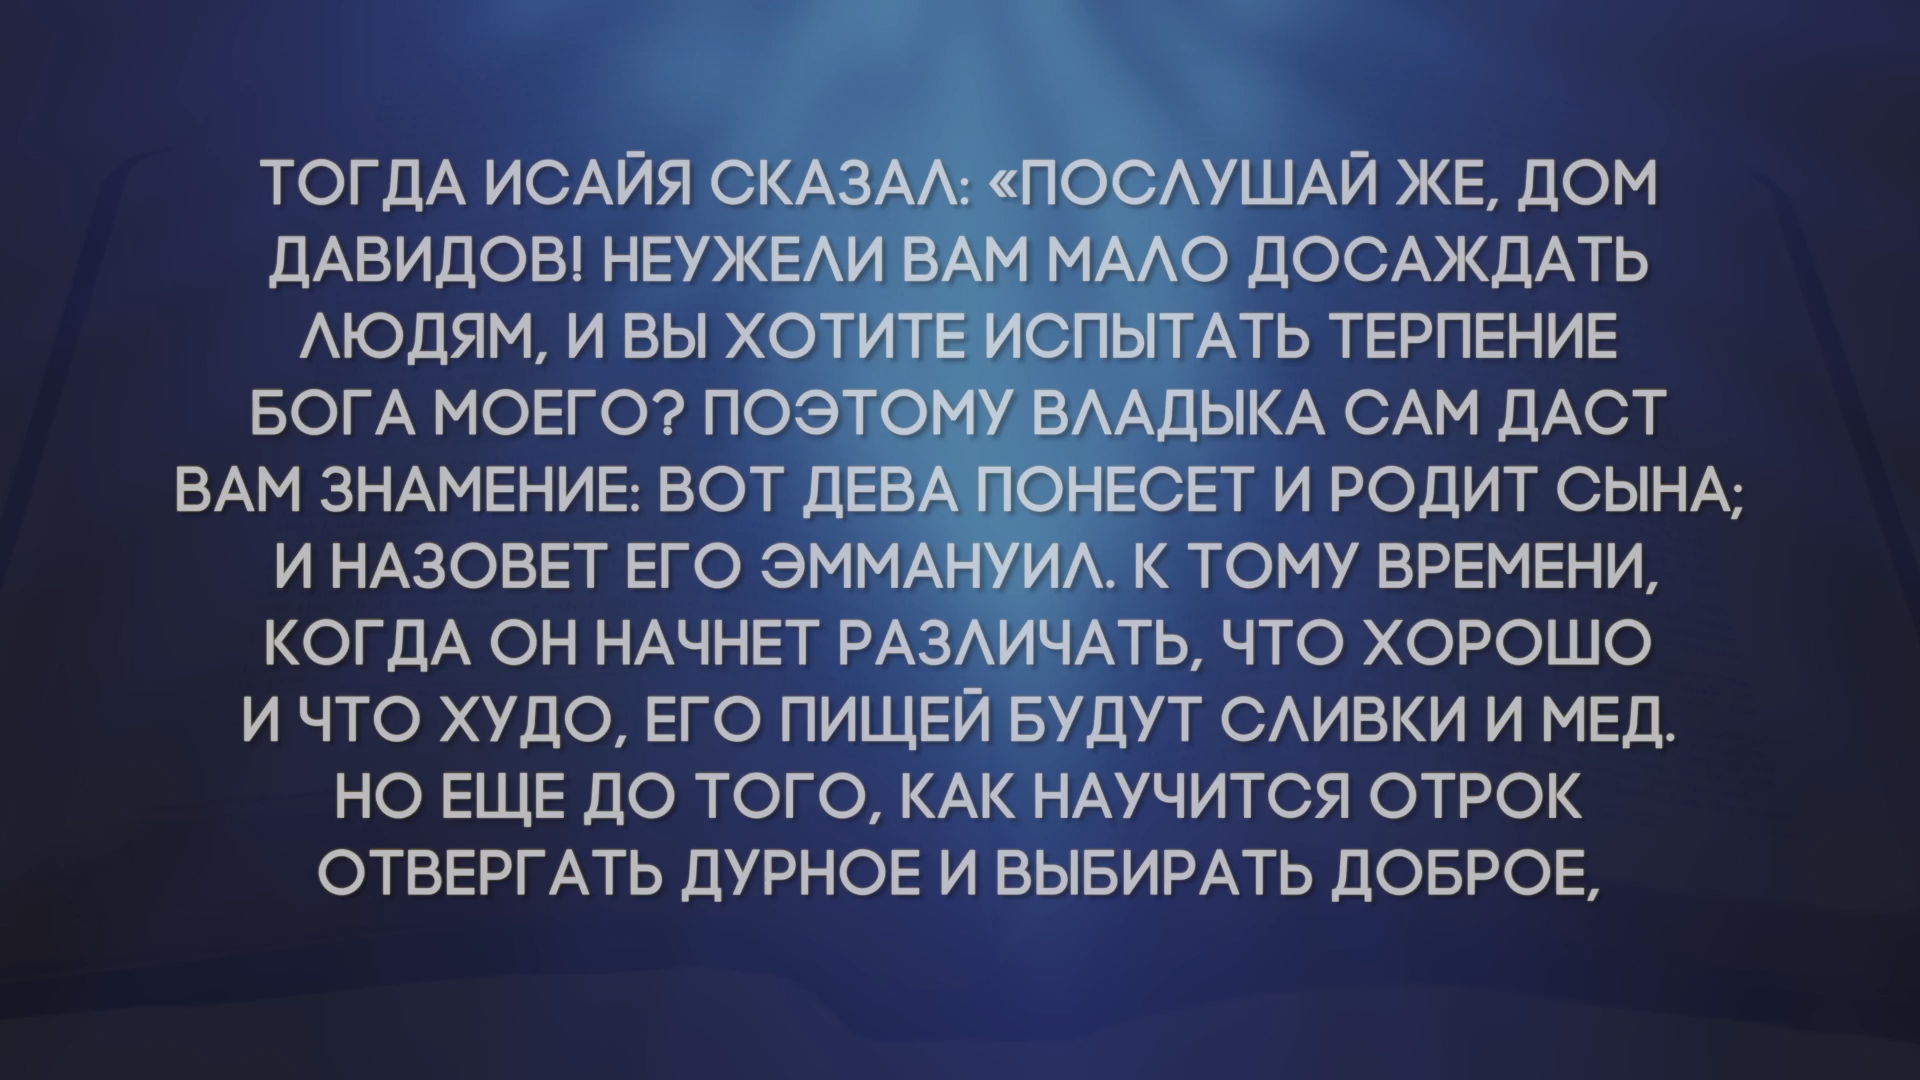 ТОГДА ИСАЙЯ СКАЗАЛ: «ПОСЛУШАЙ ЖЕ, ДОМ
ДАВИДОВ! НЕУЖЕЛИ ВАМ МАЛО ДОСАЖДАТЬ
ЛЮДЯМ, И ВЫ ХОТИТЕ ИСПЫТАТЬ ТЕРПЕНИЕ
БОГА МОЕГО? ПОЭТОМУ ВЛАДЫКА САМ ДАСТ
ВАМ ЗНАМЕНИЕ: ВОТ ДЕВА ПОНЕСЕТ И РОДИТ СЫНА;
И НАЗОВЕТ ЕГО ЭММАНУИЛ. К ТОМУ ВРЕМЕНИ,
КОГДА ОН НАЧНЕТ РАЗЛИЧАТЬ, ЧТО ХОРОШО
И ЧТО ХУДО, ЕГО ПИЩЕЙ БУДУТ СЛИВКИ И МЕД.
НО ЕЩЕ ДО ТОГО, КАК НАУЧИТСЯ ОТРОК
ОТВЕРГАТЬ ДУРНОЕ И ВЫБИРАТЬ ДОБРОЕ,